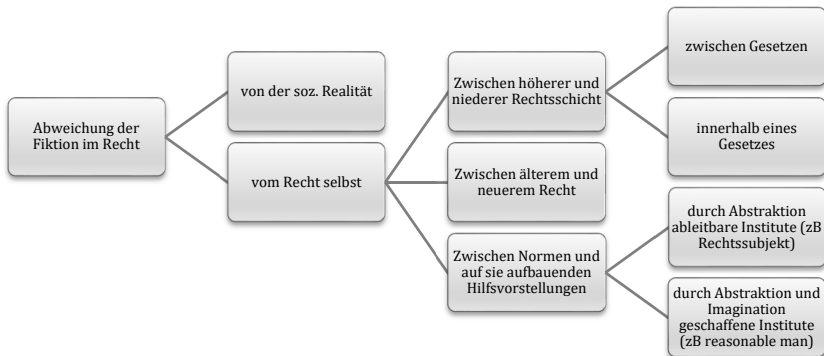 Abweichung der
Fiktion im Recht
von der soz. Realität
vom Recht selbst
Zwischen höherer und
niederer Rechtsschicht
Zwischen älterem und
neuerem Recht
Zwischen Normen und
auf sie aufbauenden
Hilfsvorstellungen
zwischen Gesetzen
innerhalb eines
Gesetzes
durch Abstraktion
ableitbare Institute (zB
Rechtssubjekt)
durch Abstraktion und
Imagination
geschaffene Institute
(zB reasonable man)